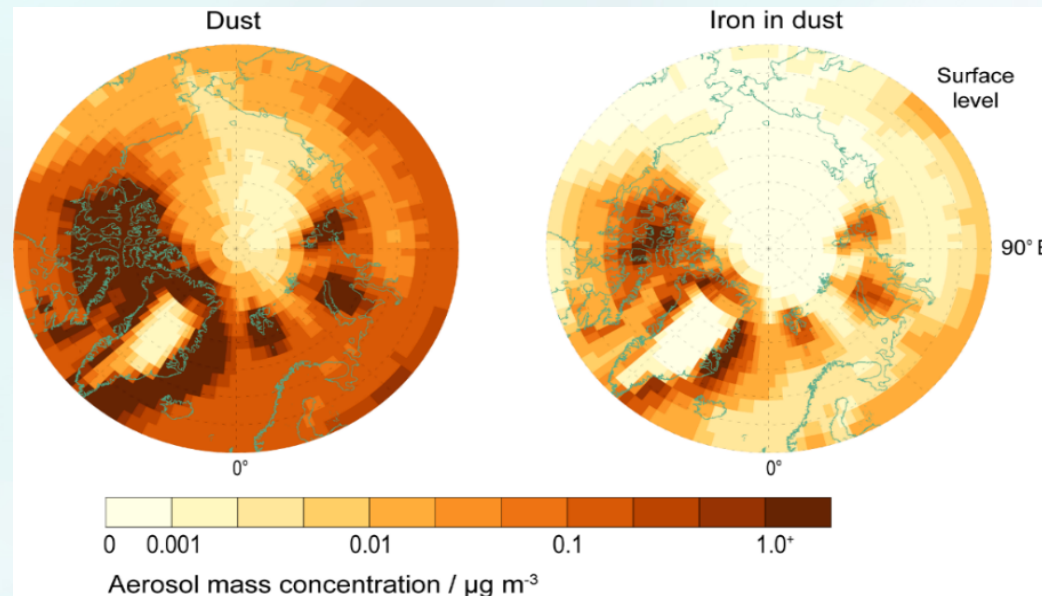 Dust
Iron in dust
Surface
level
90° E
0°
0°
0 0.001 0.01 0.1 1.0⁺
Aerosol mass concentration / µg m⁻³